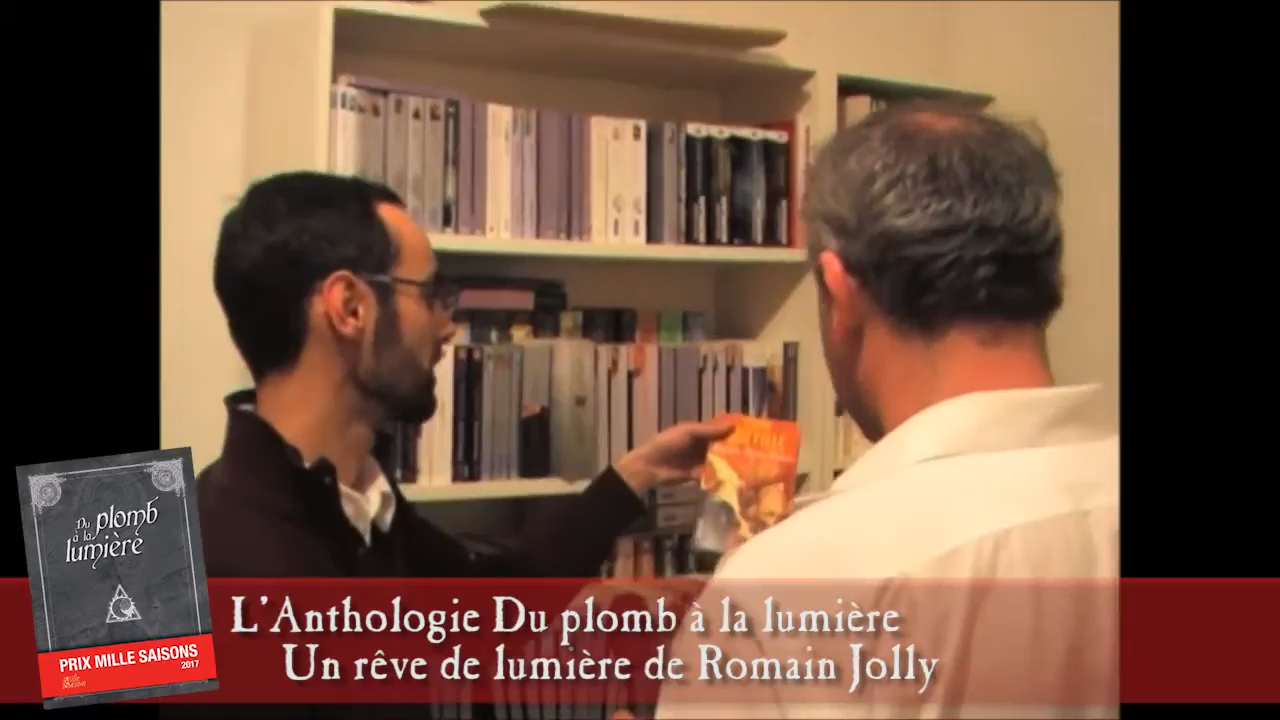 Du plomb
à la
lumière
PRIX MILLE SAISONS
2017
L'Anthologie Du plomb à la lumière
Un rêve de lumière de Romain Jolly